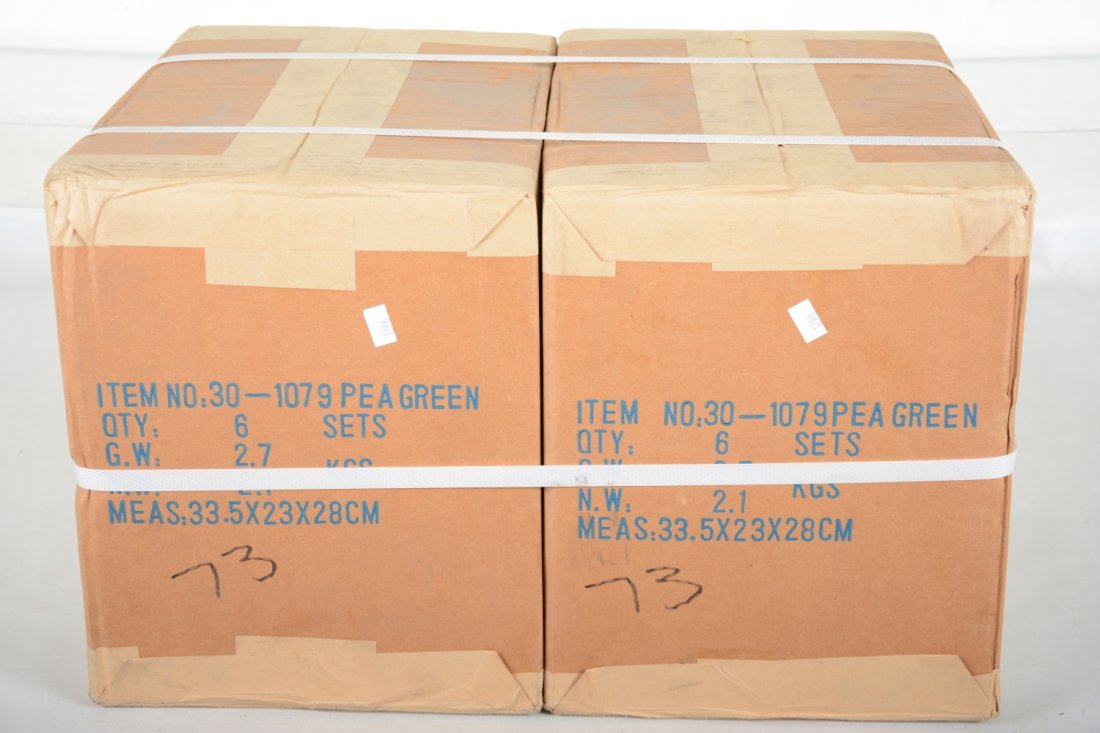 ITEM NO:30-1079 PEA GREEN
QTY: 6 SETS
G.W: 2.7 KGS
MEAS:33.5X23X28CM
73
ITEM NO:30-1079 PEA GREEN
QTY: 6 SETS
N.W: 2.1 KGS
MEAS:33.5X23X28CM
73